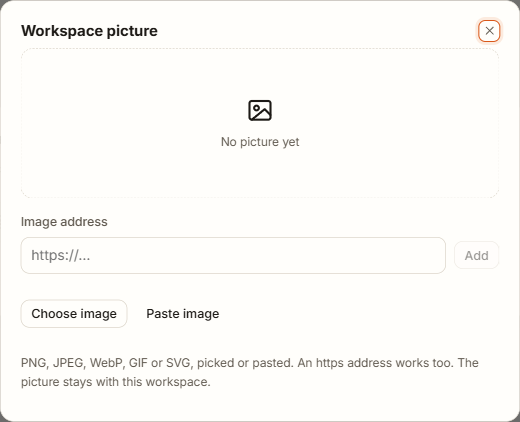 Workspace picture
No picture yet
Image address
https://...
Add
Choose image
Paste image
PNG, JPEG, WebP, GIF or SVG, picked or pasted. An https address works too. The
picture stays with this workspace.